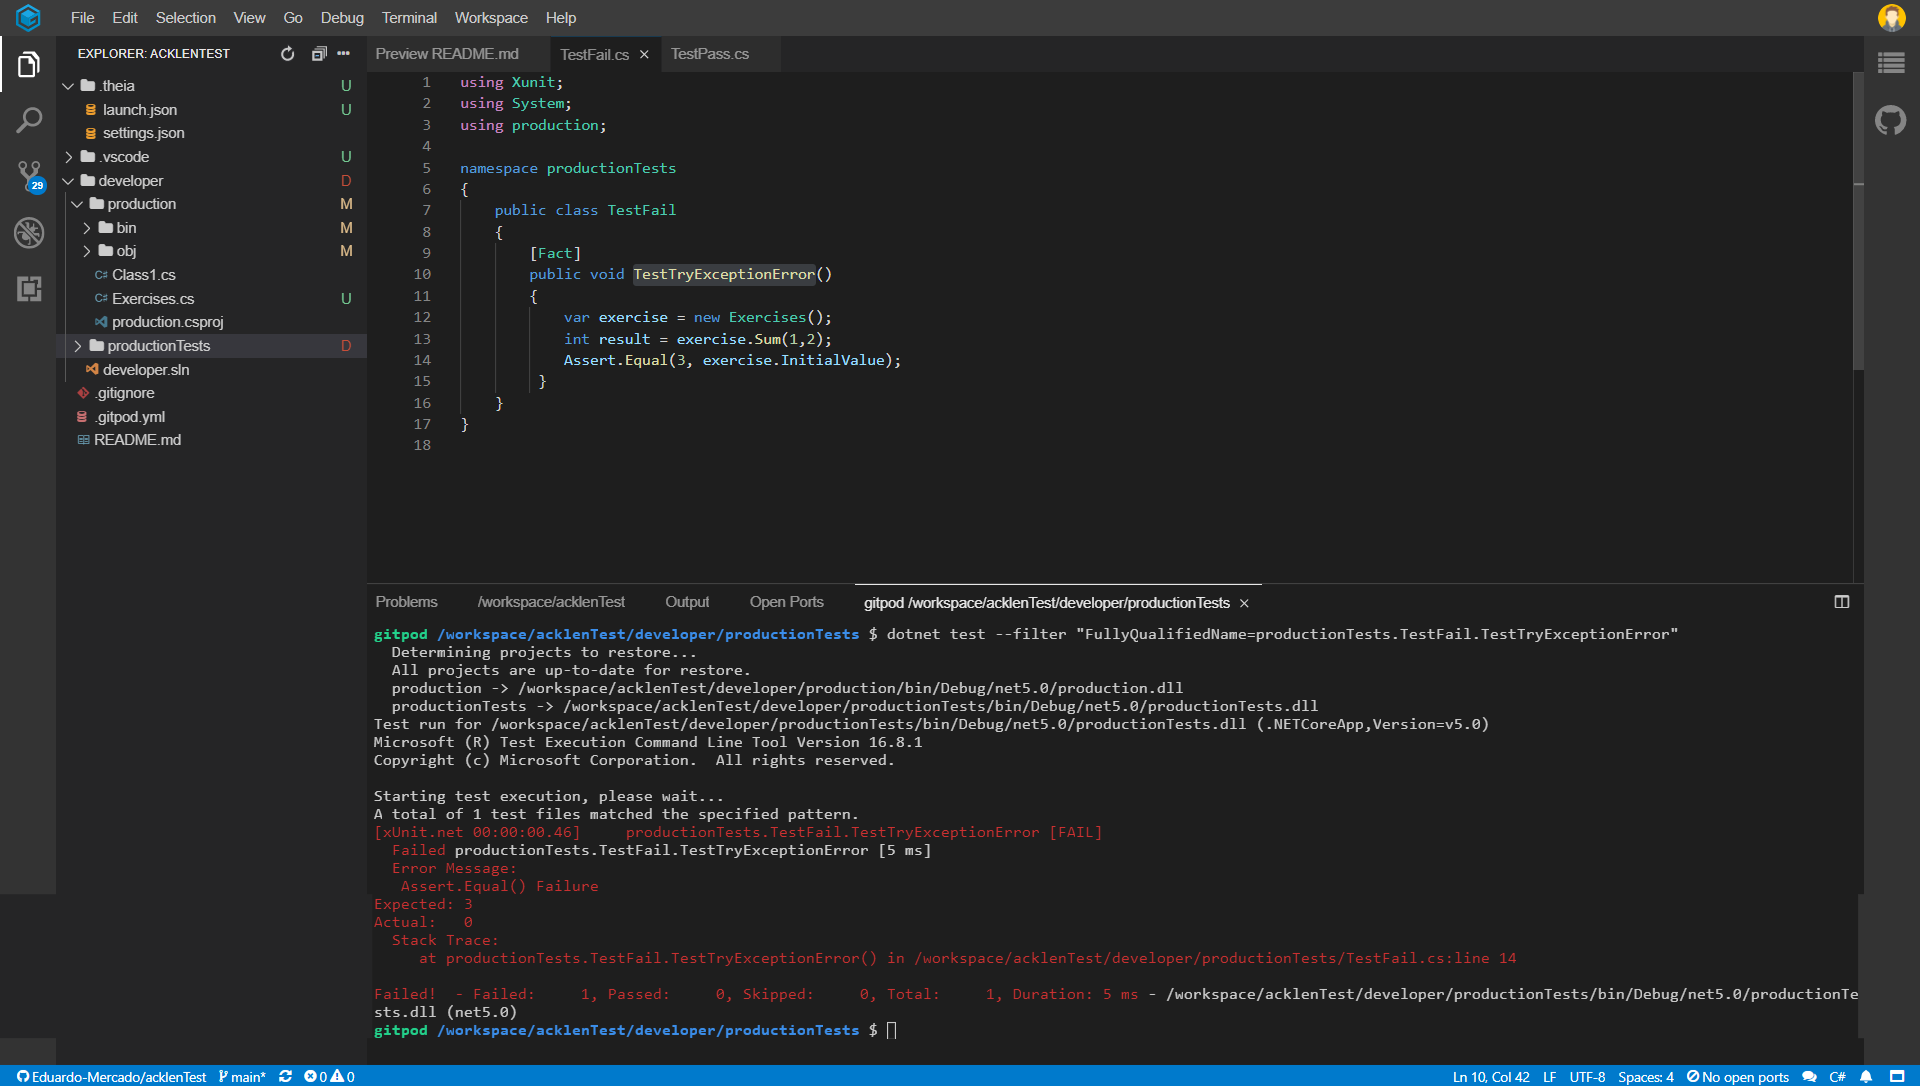 File Edit Selection View Go Debug Terminal Workspace Help
EXPLORER: ACKLENTEST
.theia U
launch.json U
settings.json
.vscode U
developer D
production M
bin M
obj M
C# Class1.cs
C# Exercises.cs U
production.csproj
productionTests D
developer.sln
.gitignore
.gitpod.yml
README.md
29
Preview README.md TestFail.cs TestPass.cs
1 using Xunit;
2 using System;
3 using production;
4
5 namespace productionTests
6 {
7 public class TestFail
8 {
9 [Fact]
10 public void TestTryExceptionError()
11 {
12 var exercise = new Exercises();
13 int result = exercise.Sum(1,2);
14 Assert.Equal(3, exercise.InitialValue);
15 }
16 }
17 }
18
Problems /workspace/acklenTest Output Open Ports gitpod /workspace/acklenTest/developer/productionTests
gitpod /workspace/acklenTest/developer/productionTests $ dotnet test --filter "FullyQualifiedName=productionTests.TestFail.TestTryExceptionError"
Determining projects to restore...
All projects are up-to-date for restore.
production -> /workspace/acklenTest/developer/production/bin/Debug/net5.0/production.dll
productionTests -> /workspace/acklenTest/developer/productionTests/bin/Debug/net5.0/productionTests.dll
Test run for /workspace/acklenTest/developer/productionTests/bin/Debug/net5.0/productionTests.dll (.NETCoreApp,Version=v5.0)
Microsoft (R) Test Execution Command Line Tool Version 16.8.1
Copyright (c) Microsoft Corporation.  All rights reserved.
Starting test execution, please wait...
A total of 1 test files matched the specified pattern.
[xUnit.net 00:00:00.46] productionTests.TestFail.TestTryExceptionError [FAIL]
Failed productionTests.TestFail.TestTryExceptionError [5 ms]
Error Message:
Assert.Equal() Failure
Expected: 3
Actual: 0
Stack Trace:
at productionTests.TestFail.TestTryExceptionError() in /workspace/acklenTest/developer/productionTests/TestFail.cs:line 14
Failed! - Failed: 1, Passed: 0, Skipped: 0, Total: 1, Duration: 5 ms - /workspace/acklenTest/developer/productionTests/bin/Debug/net5.0/productionTe
sts.dll (net5.0)
gitpod /workspace/acklenTest/developer/productionTests $
Eduardo-Mercado/acklenTest main* 0 0 Ln 10, Col 42 LF UTF-8 Spaces: 4 No open ports C#